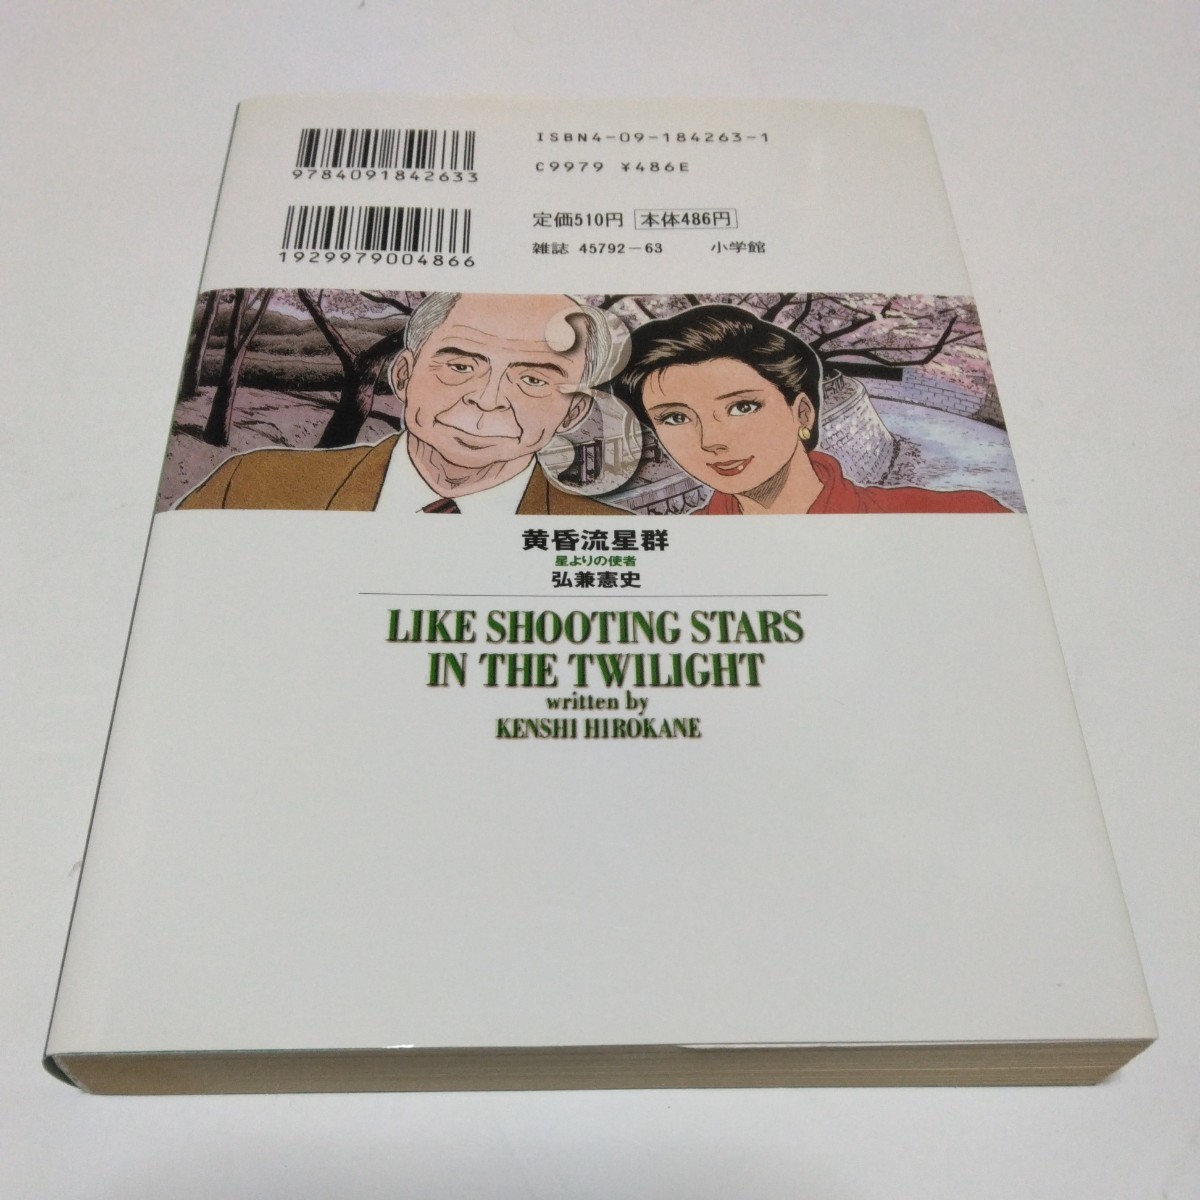 ISBN4-09-184263-1
9784091842633
C9979 ¥486E
定価510円 本体486円
1929979004866
雑誌 45792-63 小学館
3
黄昏流星群
星よりの使者
弘兼憲史
LIKE SHOOTING STARS
IN THE TWILIGHT
written by
KENSHI HIROKANE